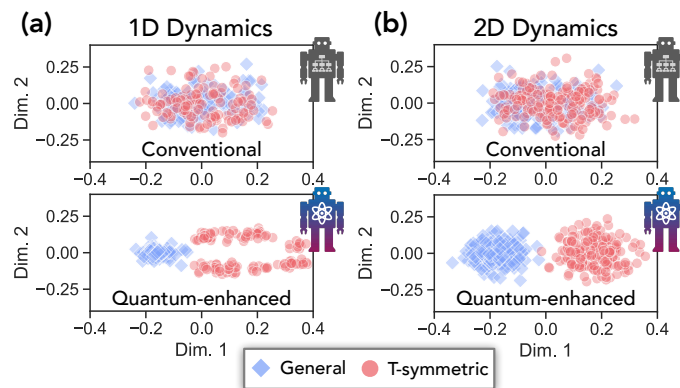 (a) 1D Dynamics
(b) 2D Dynamics
Dim. 2
0.25
0.00
−0.25
Conventional
−0.4 −0.2 0.0 0.2 0.4
Conventional
−0.4 −0.2 0.0 0.2 0.4
Dim. 2
0.25
0.00
−0.25
Quantum-enhanced
−0.4 −0.2 0.0 0.2 0.4
Dim. 1
Dim. 2
0.25
0.00
−0.25
Dim. 2
0.25
0.00
−0.25
Quantum-enhanced
−0.4 −0.2 0.0 0.2 0.4
Dim. 1
General T-symmetric